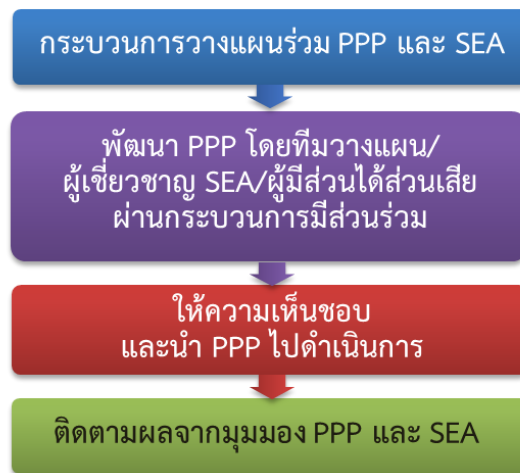 กระบวนการวางแผนร่วม PPP และ SEA
พัฒนา PPP โดยทีมวางแผน/
ผู้เชี่ยวชาญ SEA/ผู้มีส่วนได้ส่วนเสีย
ผ่านกระบวนการมีส่วนร่วม
ให้ความเห็นชอบ
และนำ PPP ไปดำเนินการ
ติดตามผลจากมุมมอง PPP และ SEA